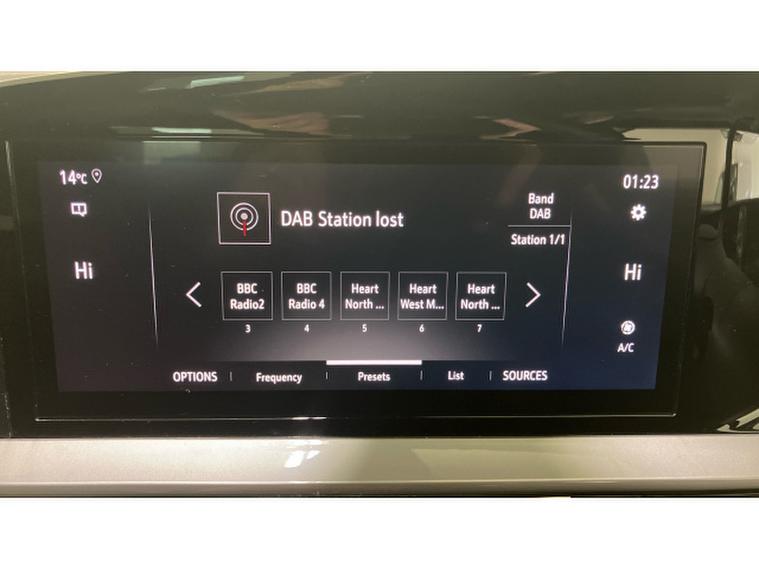 14°C
01:23
DAB Station lost
Band
DAB
Station 1/1
Hi
Hi
BBC
Radio2
BBC
Radio 4
Heart
North ...
Heart
West M...
Heart
North ...
3
4
5
6
7
A/C
OPTIONS
Frequency
Presets
List
SOURCES